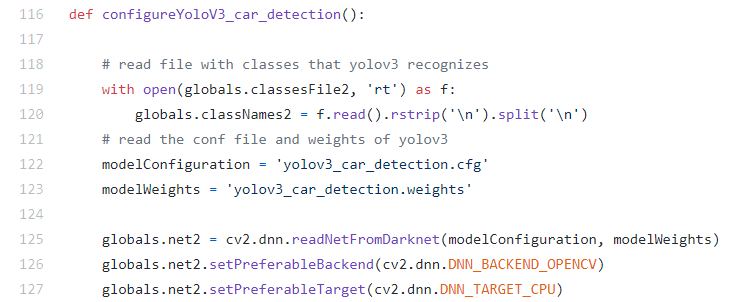 116 def configureYoloV3_car_detection():
117
118 # read file with classes that yolov3 recognizes
119 with open(globals.classesFile2, 'rt') as f:
120 globals.classNames2 = f.read().rstrip('\n').split('\n')
121 # read the conf file and weights of yolov3
122 modelConfiguration = 'yolov3_car_detection.cfg'
123 modelWeights = 'yolov3_car_detection.weights'
124
125 globals.net2 = cv2.dnn.readNetFromDarknet(modelConfiguration, modelWeights)
126 globals.net2.setPreferableBackend(cv2.dnn.DNN_BACKEND_OPENCV)
127 globals.net2.setPreferableTarget(cv2.dnn.DNN_TARGET_CPU)